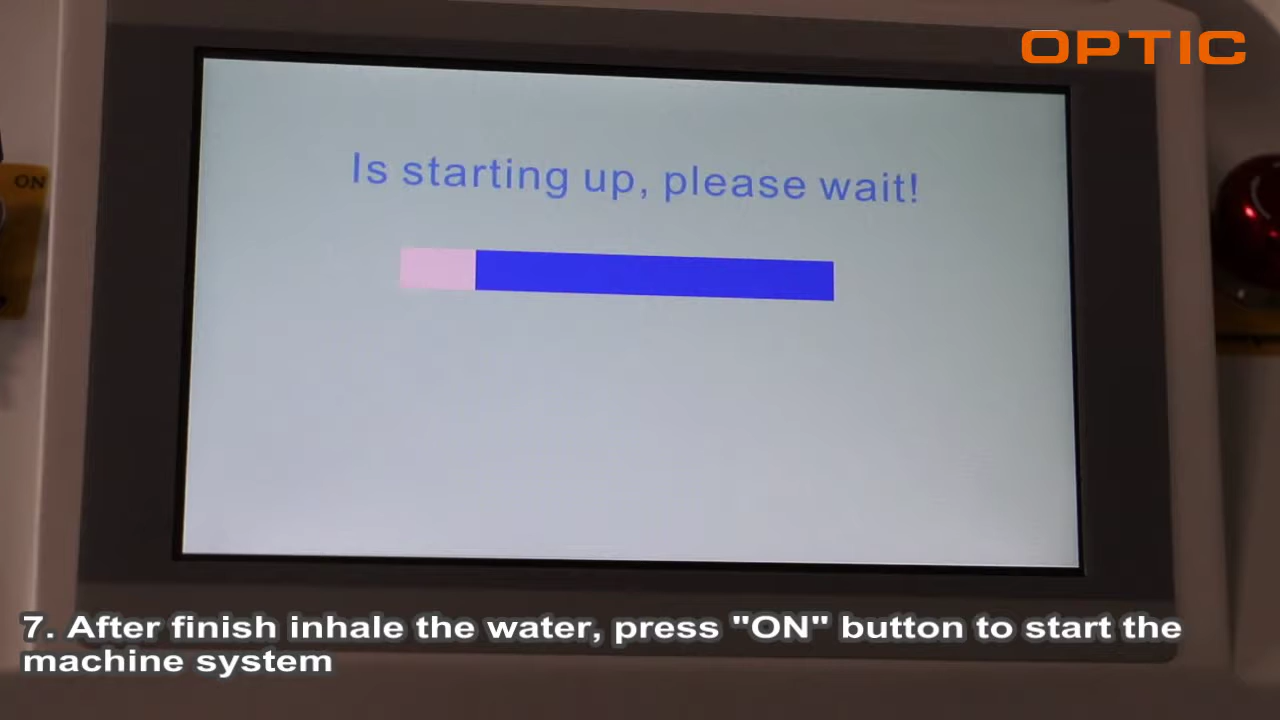 OPTIC
ON
Is starting up, please wait!
7. After finish inhale the water, press "ON" button to start the
machine system